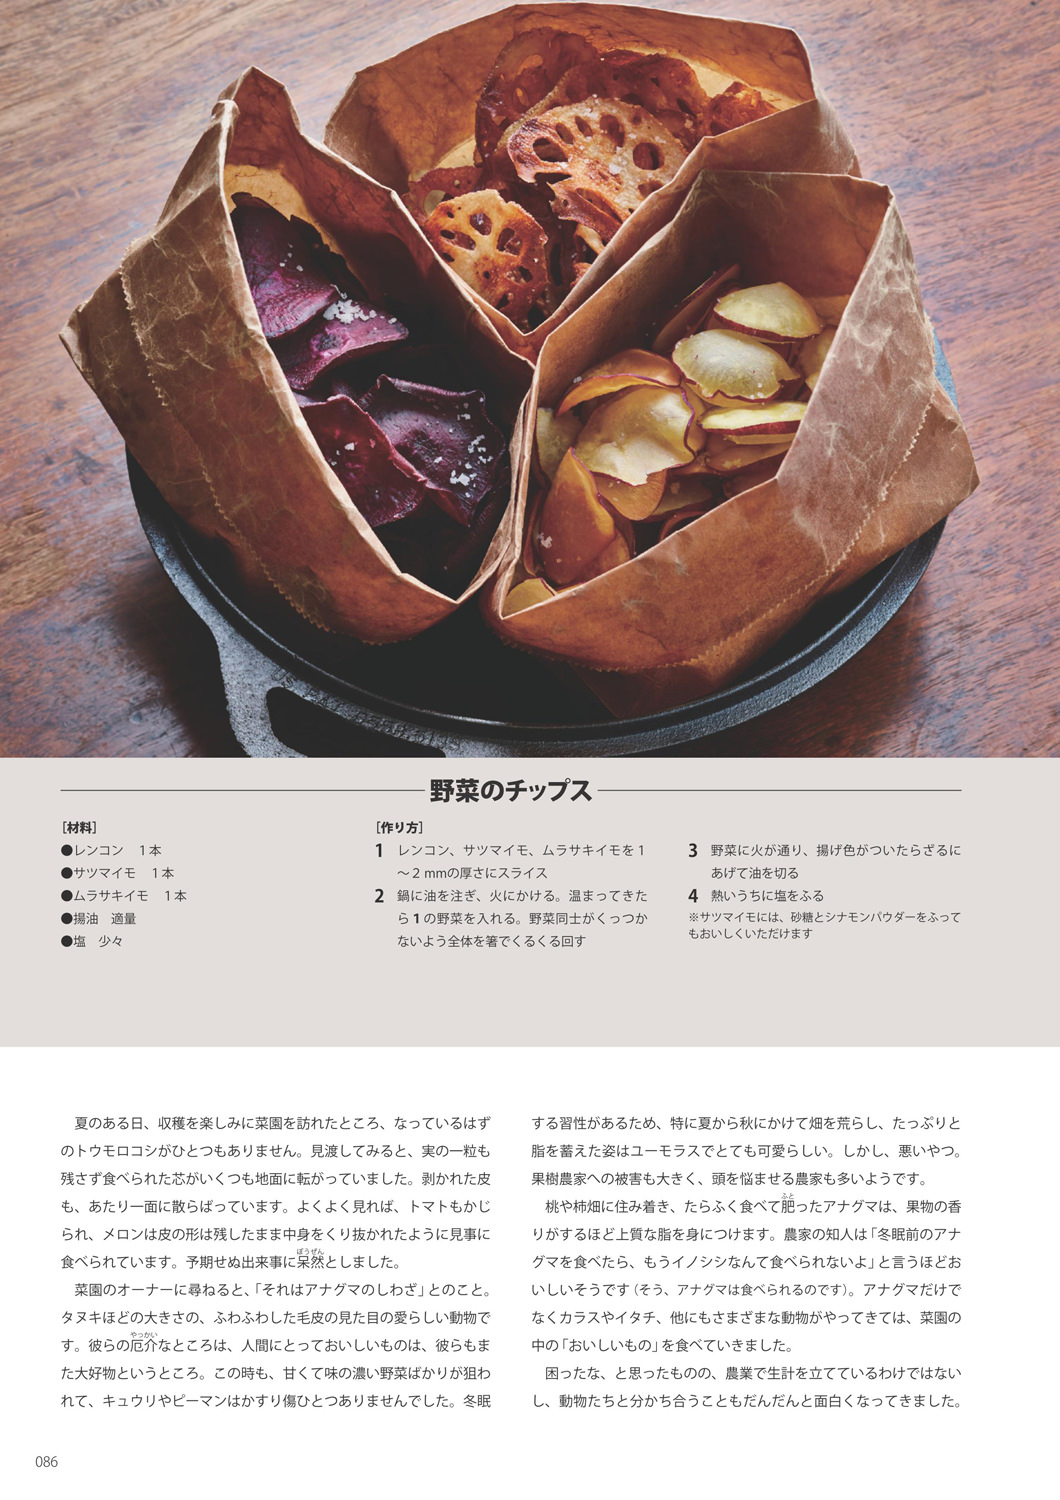 野菜のチップス
［材料］
●レンコン　1本
●サツマイモ　1本
●ムラサキイモ　1本
●揚油　適量
●塩　少々
［作り方］
1　レンコン、サツマイモ、ムラサキイモを1
～2 mmの厚さにスライス
2　鍋に油を注ぎ、火にかける。温まってきた
ら1の野菜を入れる。野菜同士がくっつか
ないよう全体を箸でくるくる回す
3　野菜に火が通り、揚げ色がついたらざるに
あげて油を切る
4　熱いうちに塩をふる
※サツマイモには、砂糖とシナモンパウダーをふって
もおいしくいただけます
　夏のある日、収穫を楽しみに菜園を訪れたところ、なっているはず
のトウモロコシがひとつもありません。見渡してみると、実の一粒も
残さず食べられた芯がいくつも地面に転がっていました。剥かれた皮
も、あたり一面に散らばっています。よくよく見れば、トマトもかじ
られ、メロンは皮の形は残したまま中身をくり抜かれたように見事に
食べられています。予期せぬ出来事に呆然（ぼうぜん）としました。
　菜園のオーナーに尋ねると、「それはアナグマのしわざ」とのこと。
タヌキほどの大きさの、ふわふわした毛皮の見た目の愛らしい動物で
す。彼らの厄介（やっかい）なところは、人間にとっておいしいものは、彼らもま
た大好物というところ。この時も、甘くて味の濃い野菜ばかりが狙わ
れて、キュウリやピーマンはかすり傷ひとつありませんでした。冬眠
する習性があるため、特に夏から秋にかけて畑を荒らし、たっぷりと
脂を蓄えた姿はユーモラスでとても可愛らしい。しかし、悪いやつ。
果樹農家への被害も大きく、頭を悩ませる農家も多いようです。
　桃や柿畑に住み着き、たらふく食べて肥（ふと）ったアナグマは、果物の香
りがするほど上質な脂を身につけます。農家の知人は「冬眠前のアナ
グマを食べたら、もうイノシシなんて食べられないよ」と言うほどお
いしいそうです（そう、アナグマは食べられるのです）。アナグマだけで
なくカラスやイタチ、他にもさまざまな動物がやってきては、菜園の
中の「おいしいもの」を食べていきました。
　困ったな、と思ったものの、農業で生計を立てているわけではない
し、動物たちと分かち合うこともだんだんと面白くなってきました。
086